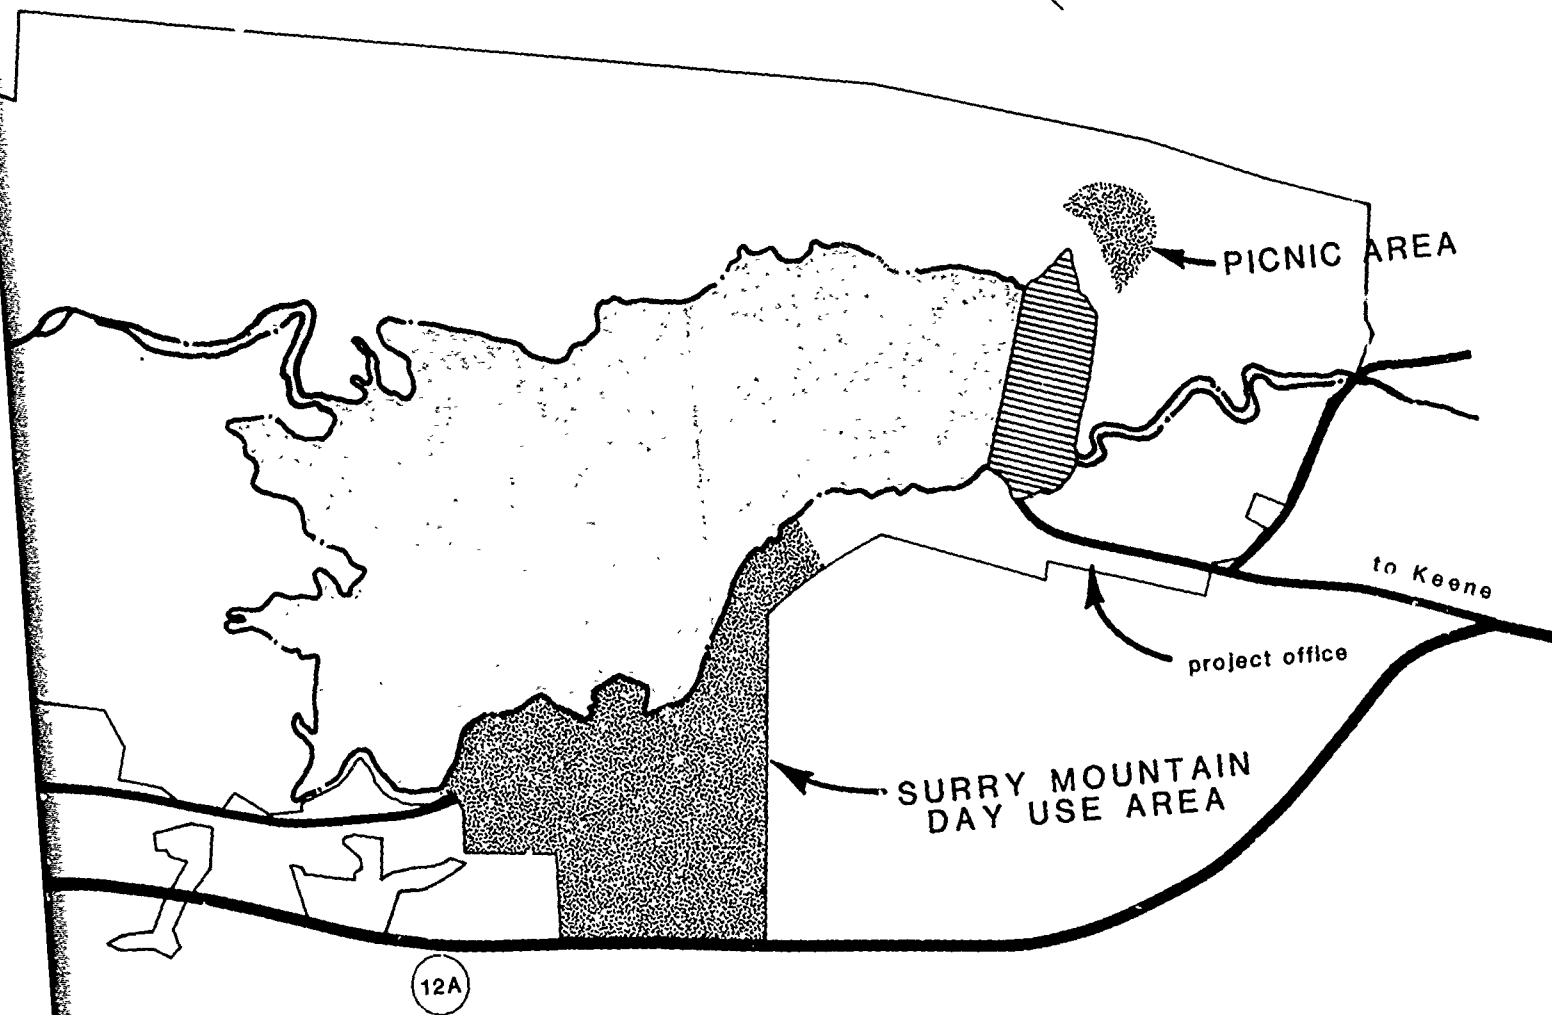 PICNIC AREA
to Keene
project office
SURRY MOUNTAIN
DAY USE AREA
12A